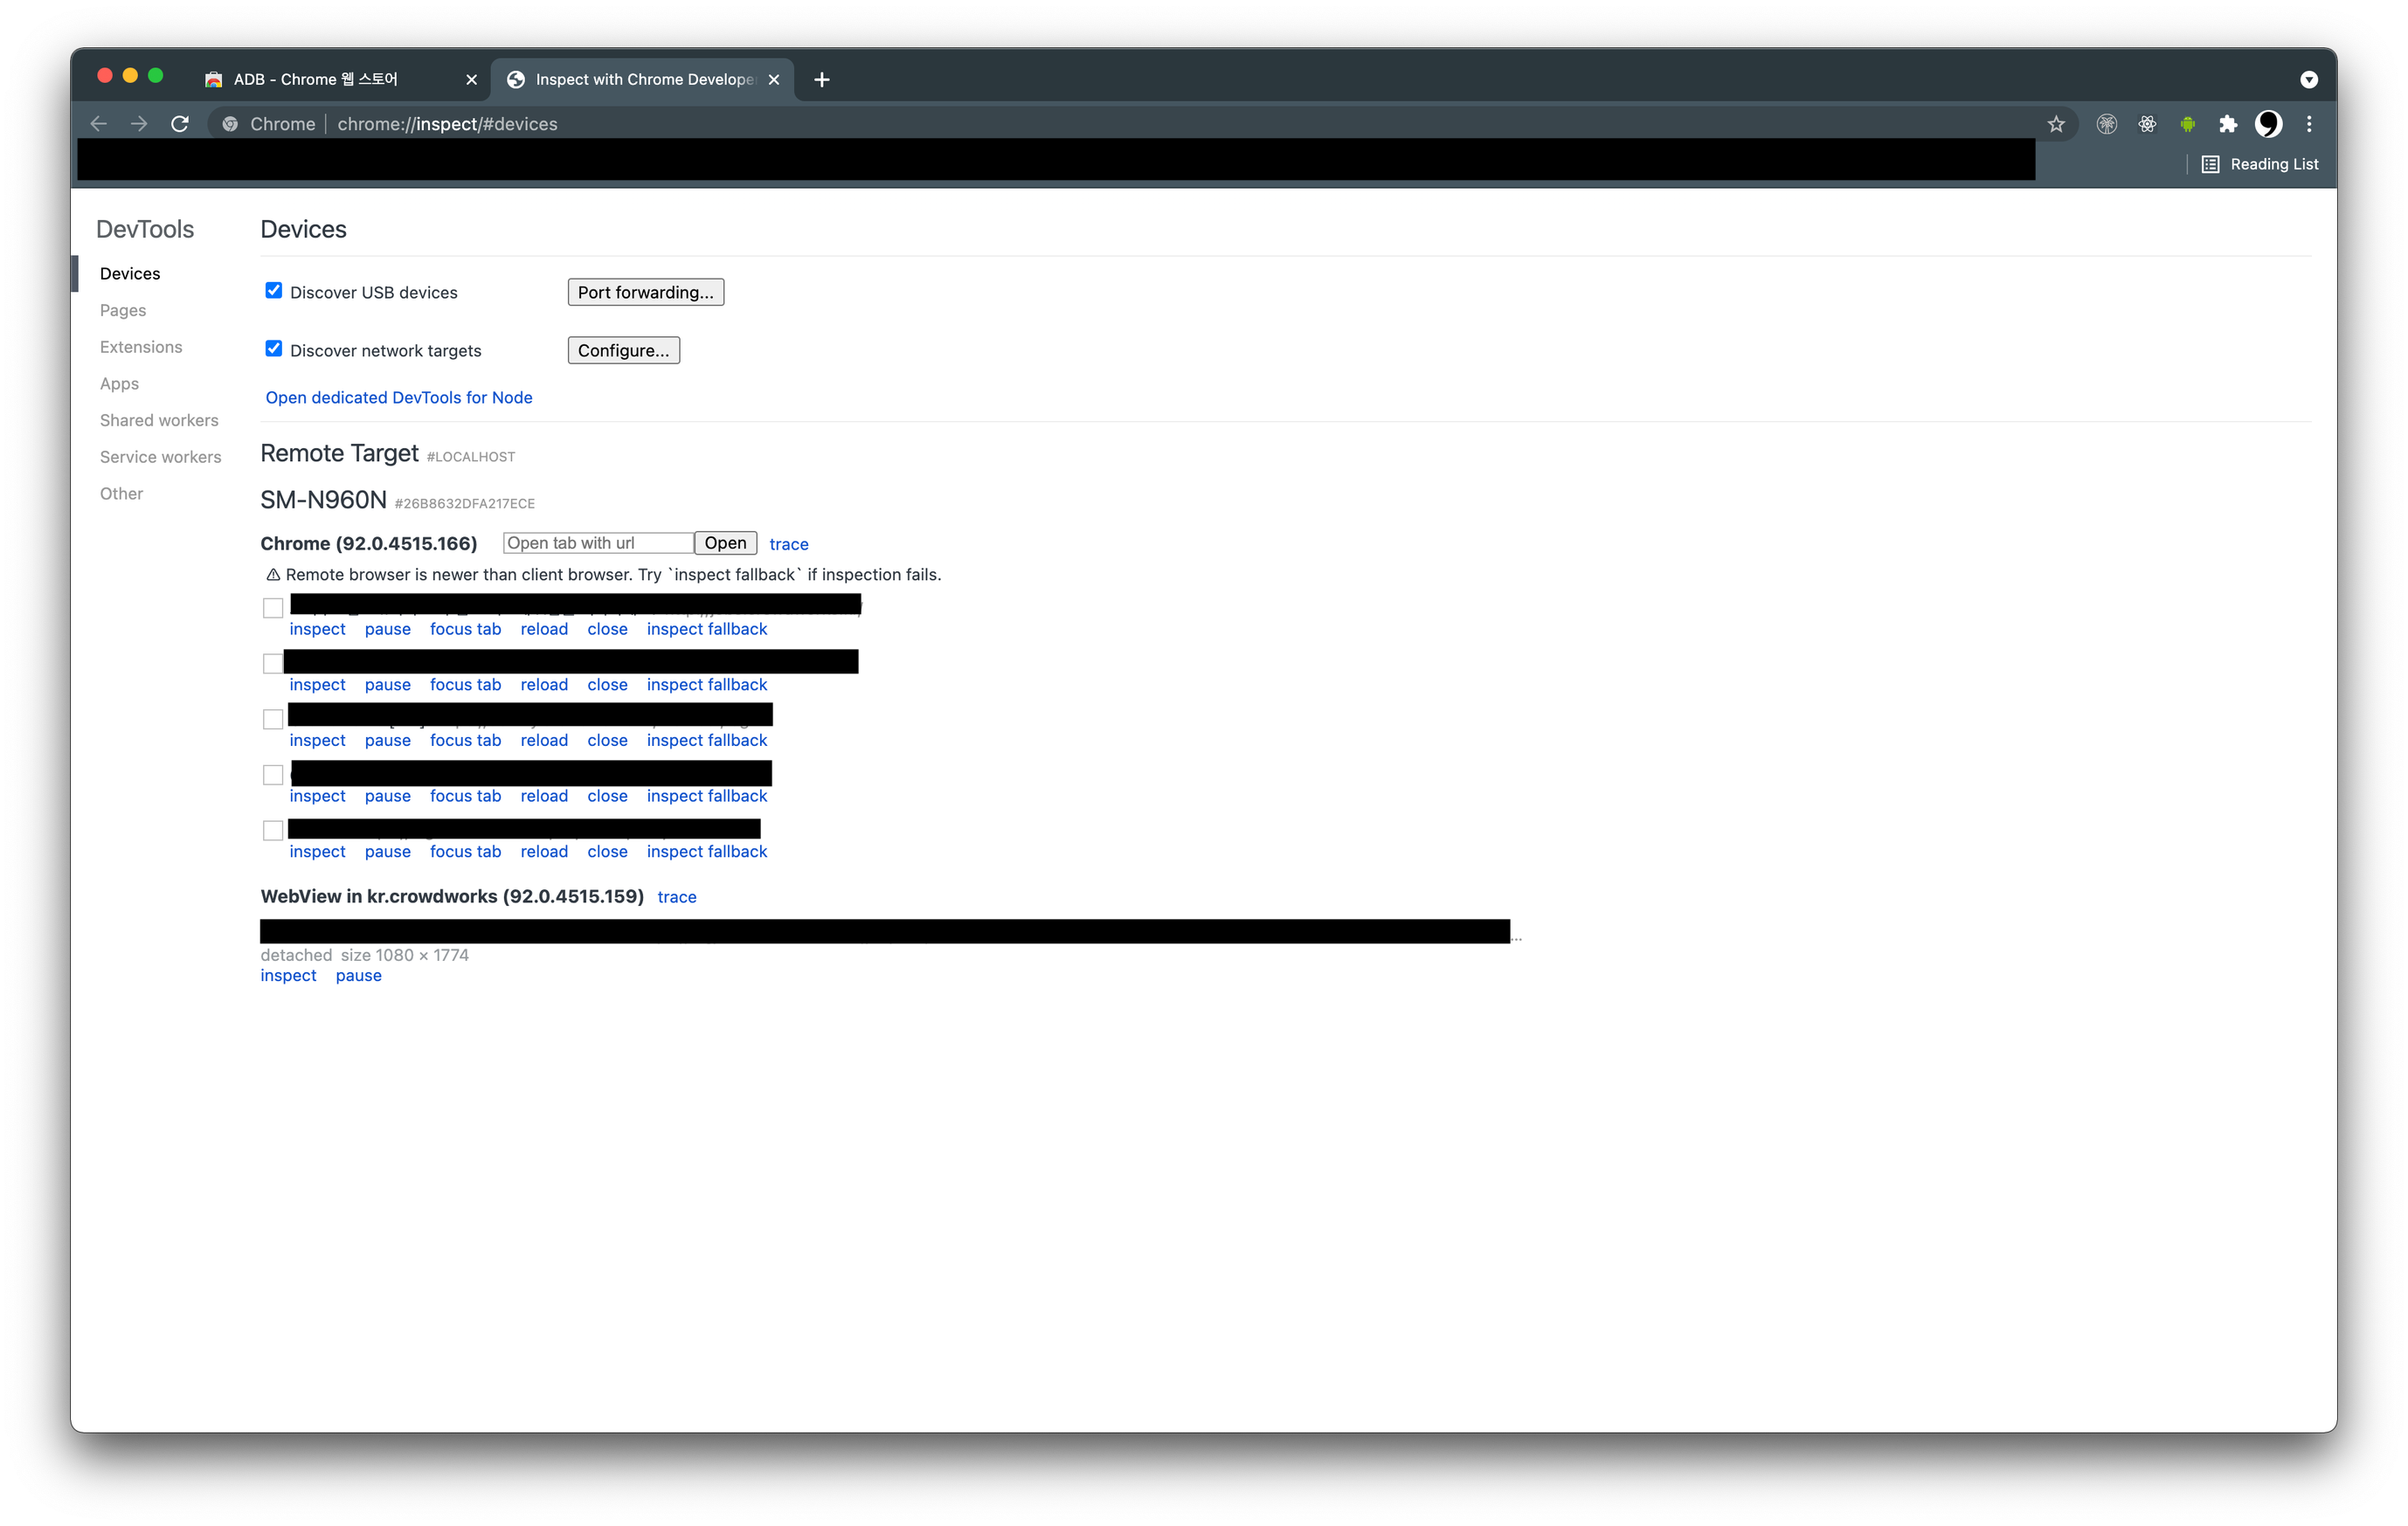 ADB - Chrome 웹 스토어
Inspect with Chrome Develope
Chrome
chrome://inspect/#devices
Reading List
DevTools
Devices
Pages
Extensions
Apps
Shared workers
Service workers
Other
Devices
Discover USB devices Port forwarding...
Discover network targets Configure...
Open dedicated DevTools for Node
Remote Target #LOCALHOST
SM-N960N #26B8632DFA217ECE
Chrome (92.0.4515.166) Open tab with url Open trace
⚠ Remote browser is newer than client browser. Try `inspect fallback` if inspection fails.
inspect pause focus tab reload close inspect fallback
inspect pause focus tab reload close inspect fallback
inspect pause focus tab reload close inspect fallback
inspect pause focus tab reload close inspect fallback
inspect pause focus tab reload close inspect fallback
WebView in kr.crowdworks (92.0.4515.159) trace
...
detached size 1080 × 1774
inspect pause